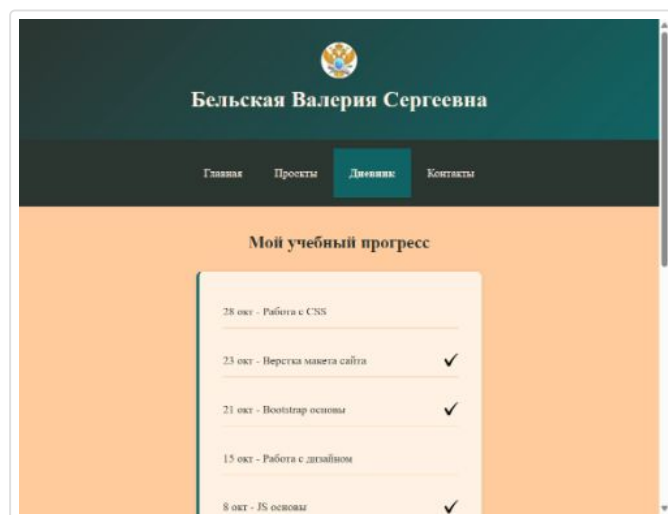 Бельская Валерия Сергеевна
Главная Проекты Дневник Контакты
Мой учебный прогресс
28 окт - Работа с CSS
23 окт - Верстка макета сайта
21 окт - Bootstrap основы
15 окт - Работа с дизайном
8 окт - JS основы